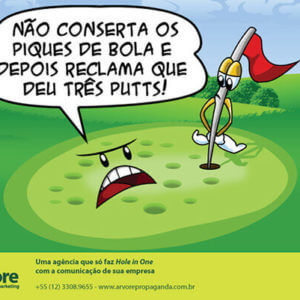 NÃO CONSERTA OS
PIQUES DE BOLA E
DEPOIS RECLAMA QUE
DEU TRÊS PUTTS!
Uma agência que só faz Hole in One
com a comunicação de sua empresa
+55 (12) 3308.9655 - www.arvorepropaganda.com.br